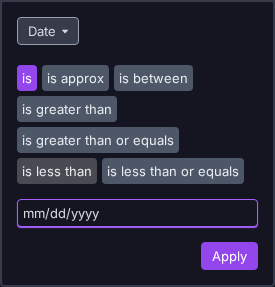 Date
is is approx is between
is greater than
is greater than or equals
is less than is less than or equals
mm/dd/yyyy
Apply